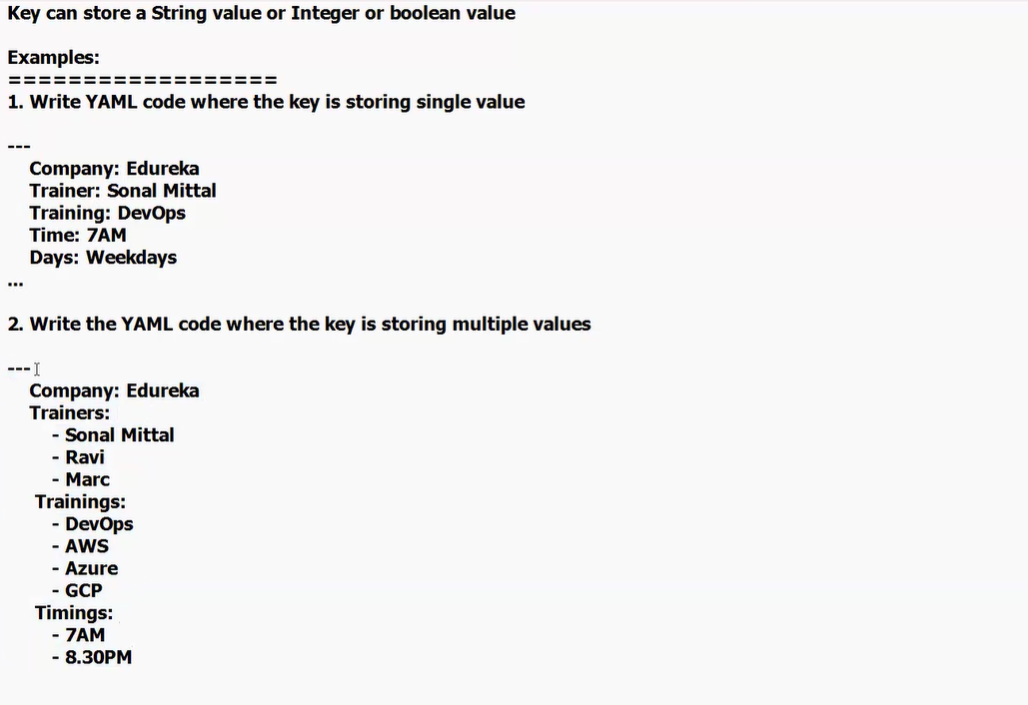 Key can store a String value or Integer or boolean value
Examples:
==================
1. Write YAML code where the key is storing single value
---
Company: Edureka
Trainer: Sonal Mittal
Training: DevOps
Time: 7AM
Days: Weekdays
...
2. Write the YAML code where the key is storing multiple values
---
Company: Edureka
Trainers:
- Sonal Mittal
- Ravi
- Marc
Trainings:
- DevOps
- AWS
- Azure
- GCP
Timings:
- 7AM
- 8.30PM